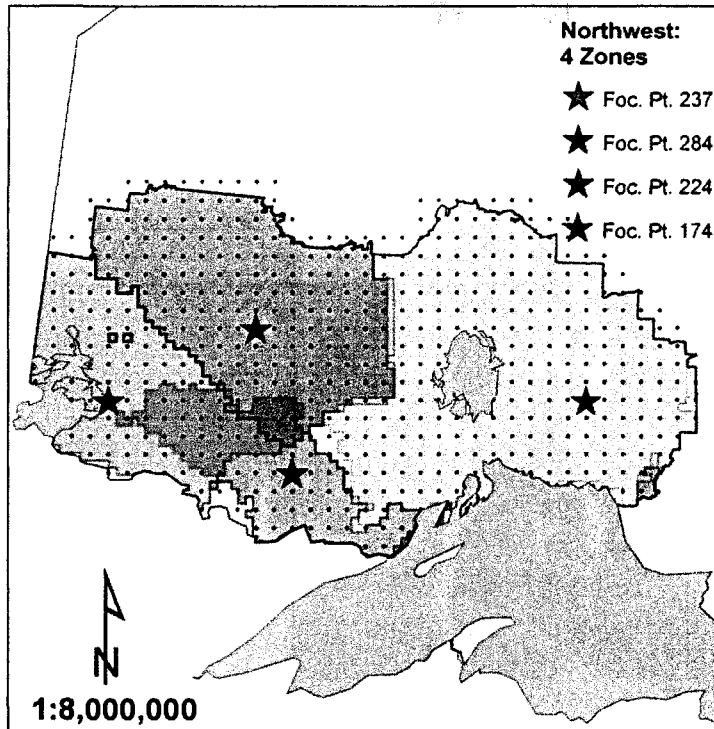 Northwest:
4 Zones
Foc. Pt. 237
Foc. Pt. 284
Foc. Pt. 224
Foc. Pt. 174
N
1:8,000,000